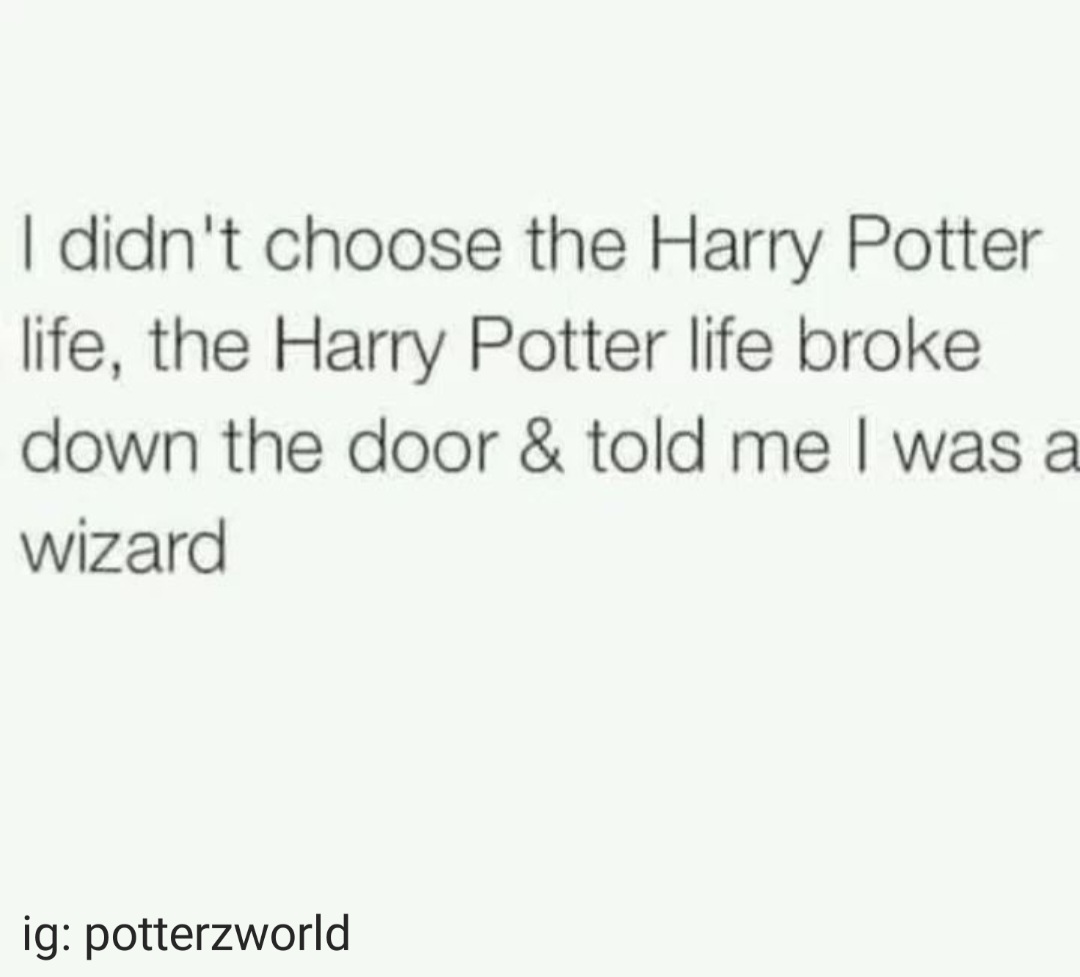 I didn't choose the Harry Potter
life, the Harry Potter life broke
down the door & told me I was a
wizard
ig: potterzworld